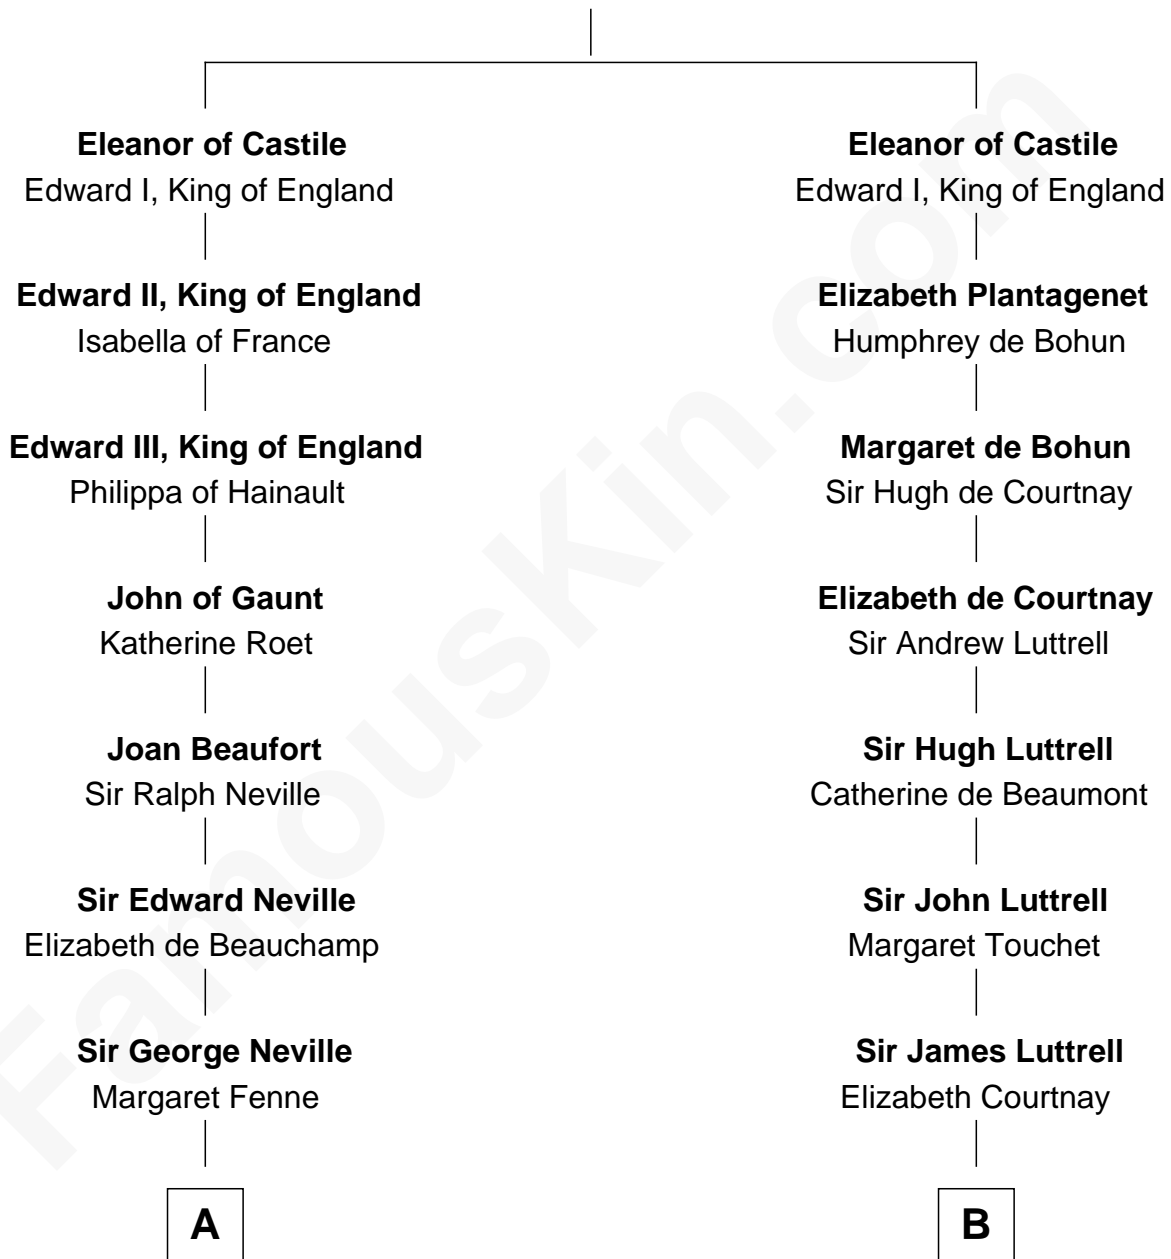 Eleanor of Castile
Edward I, King of England
Edward II, King of England
Isabella of France
Edward III, King of England
Philippa of Hainault
John of Gaunt
Katherine Roet
Joan Beaufort
Sir Ralph Neville
Sir Edward Neville
Elizabeth de Beauchamp
Sir George Neville
Margaret Fenne
A
Eleanor of Castile
Edward I, King of England
Elizabeth Plantagenet
Humphrey de Bohun
Margaret de Bohun
Sir Hugh de Courtnay
Elizabeth de Courtnay
Sir Andrew Luttrell
Sir Hugh Luttrell
Catherine de Beaumont
Sir John Luttrell
Margaret Touchet
Sir James Luttrell
Elizabeth Courtnay
B
FamousKin.com